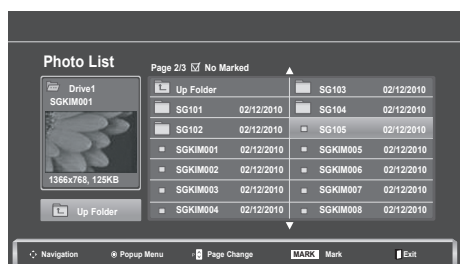 Photo List
Page 2/3 ☑ No Marked
Drive1
SGKIM001
1366x768, 125KB
Up Folder
Up Folder
SG101 02/12/2010
SG102 02/12/2010
SGKIM001 02/12/2010
SGKIM002 02/12/2010
SGKIM003 02/12/2010
SGKIM004 02/12/2010
SG103 02/12/2010
SG104 02/12/2010
SG105 02/12/2010
SGKIM005 02/12/2010
SGKIM006 02/12/2010
SGKIM007 02/12/2010
SGKIM008 02/12/2010
Navigation Popup Menu P Page Change MARK Mark Exit